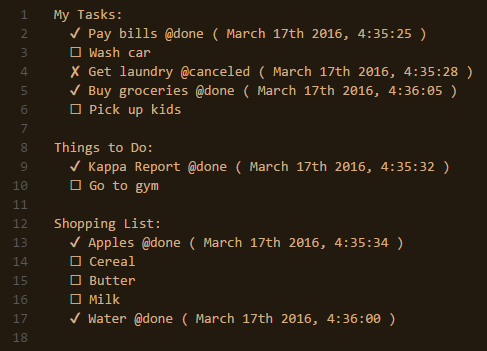 1 My Tasks:
2 ✓ Pay bills @done ( March 17th 2016, 4:35:25 )
3 ☐ Wash car
4 ✗ Get laundry @canceled ( March 17th 2016, 4:35:28 )
5 ✓ Buy groceries @done ( March 17th 2016, 4:36:05 )
6 ☐ Pick up kids
7
8 Things to Do:
9 ✓ Kappa Report @done ( March 17th 2016, 4:35:32 )
10 ☐ Go to gym
11
12 Shopping List:
13 ✓ Apples @done ( March 17th 2016, 4:35:34 )
14 ☐ Cereal
15 ☐ Butter
16 ☐ Milk
17 ✓ Water @done ( March 17th 2016, 4:36:00 )
18